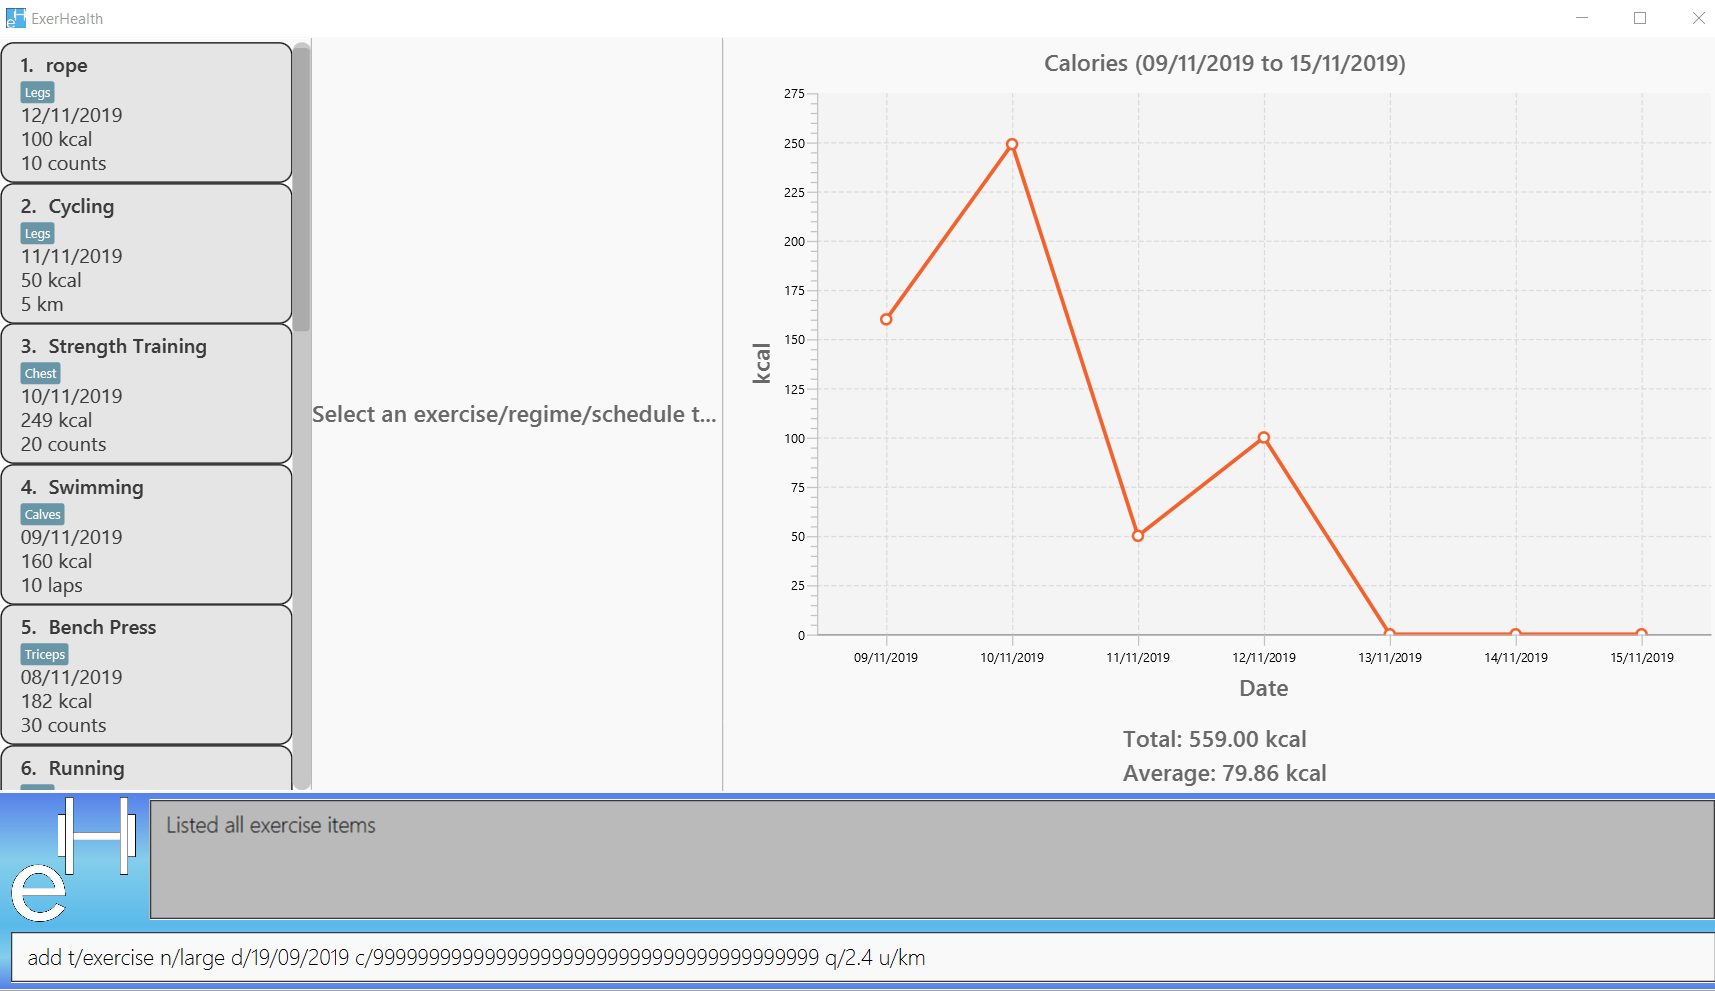 ExerHealth
1. rope
Legs
12/11/2019
100 kcal
10 counts
2. Cycling
Legs
11/11/2019
50 kcal
5 km
3. Strength Training
Chest
10/11/2019
249 kcal
20 counts
4. Swimming
Calves
09/11/2019
160 kcal
10 laps
5. Bench Press
Triceps
08/11/2019
182 kcal
30 counts
6. Running
Select an exercise/regime/schedule t...
Calories (09/11/2019 to 15/11/2019)
275
250
225
200
175
150
125
100
75
50
25
0
kcal
09/11/2019 10/11/2019 11/11/2019 12/11/2019 13/11/2019 14/11/2019 15/11/2019
Date
Total: 559.00 kcal
Average: 79.86 kcal
eH
Listed all exercise items
add t/exercise n/large d/19/09/2019 c/99999999999999999999999999999999999999 q/2.4 u/km